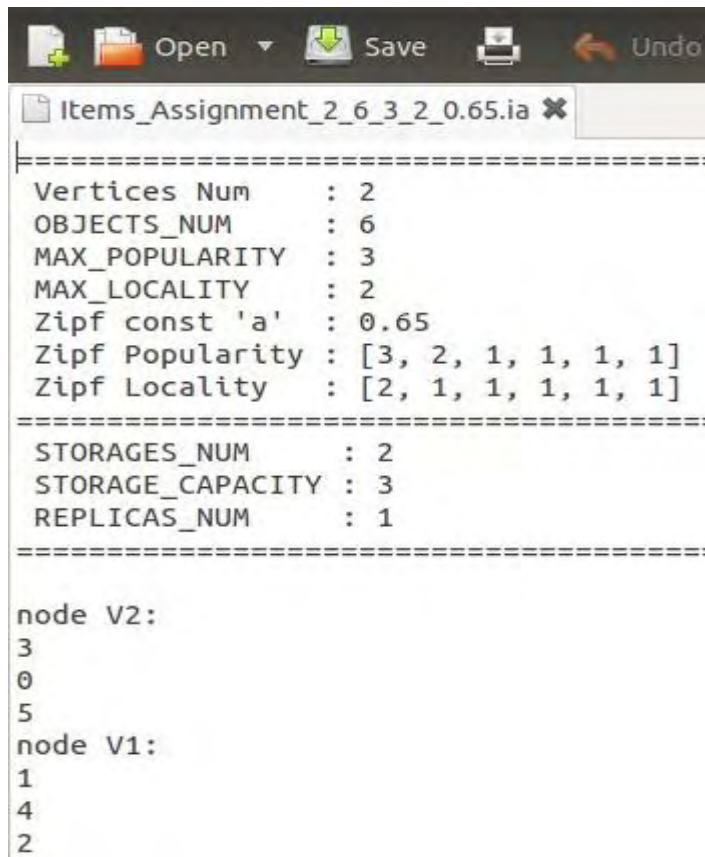 Open Save Undo
Items_Assignment_2_6_3_2_0.65.ia
========================================
Vertices Num : 2
OBJECTS_NUM : 6
MAX_POPULARITY : 3
MAX_LOCALITY : 2
Zipf const 'a' : 0.65
Zipf Popularity : [3, 2, 1, 1, 1, 1]
Zipf Locality : [2, 1, 1, 1, 1, 1]
========================================
STORAGES_NUM : 2
STORAGE_CAPACITY : 3
REPLICAS_NUM : 1
========================================
node V2:
3
0
5
node V1:
1
4
2